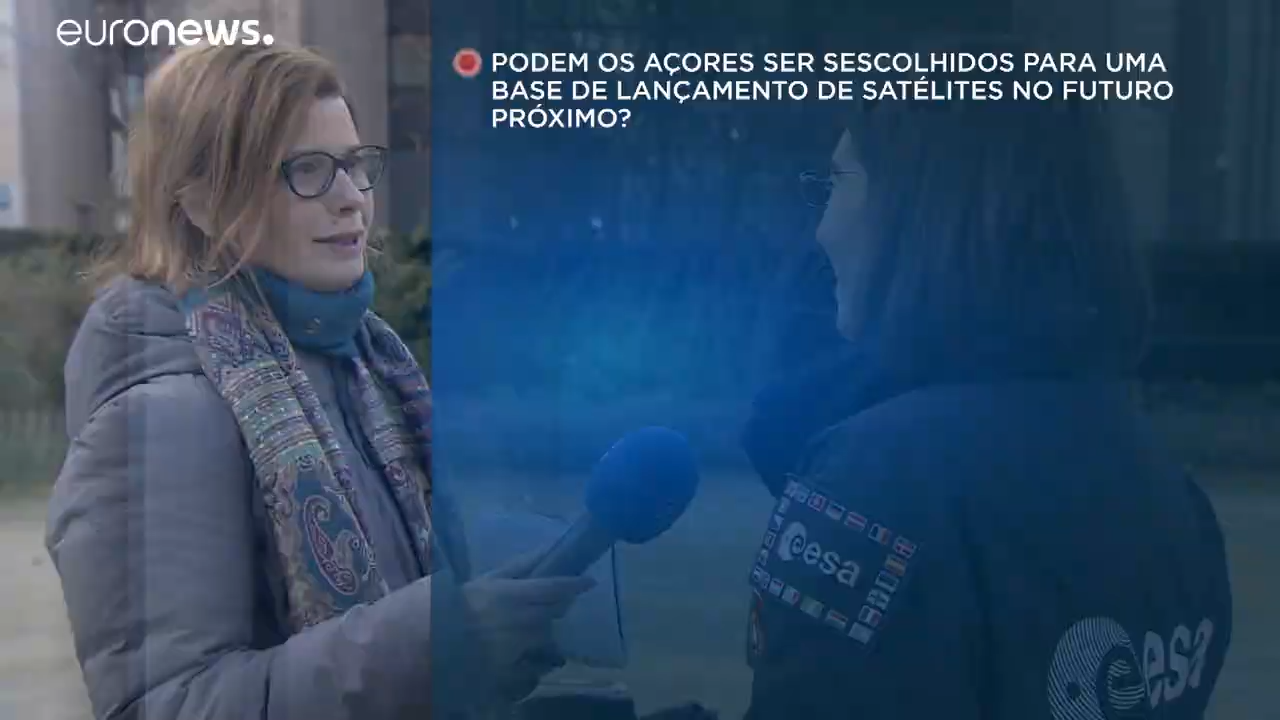 euronews.
PODEM OS AÇORES SER SESCOLHIDOS PARA UMA
BASE DE LANÇAMENTO DE SATÉLITES NO FUTURO
PRÓXIMO?
esa
esa